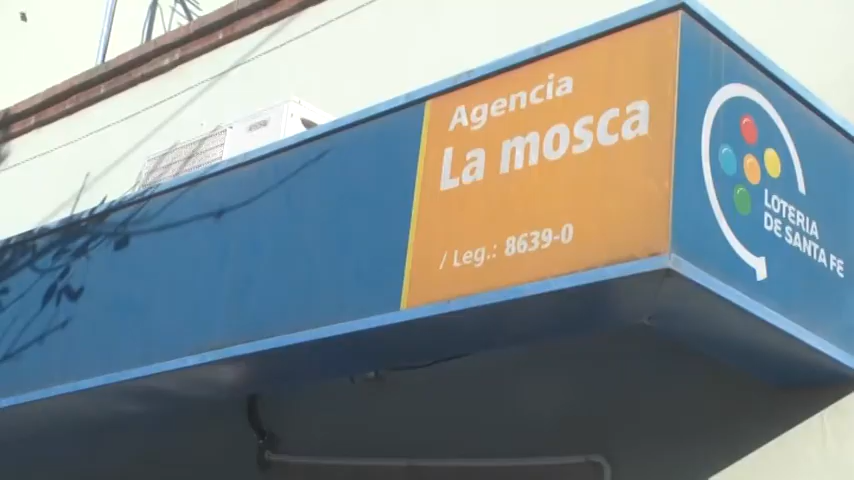 Agencia
La mosca
/ Leg.: 8639-0
LOTERIA
DE SANTA FE